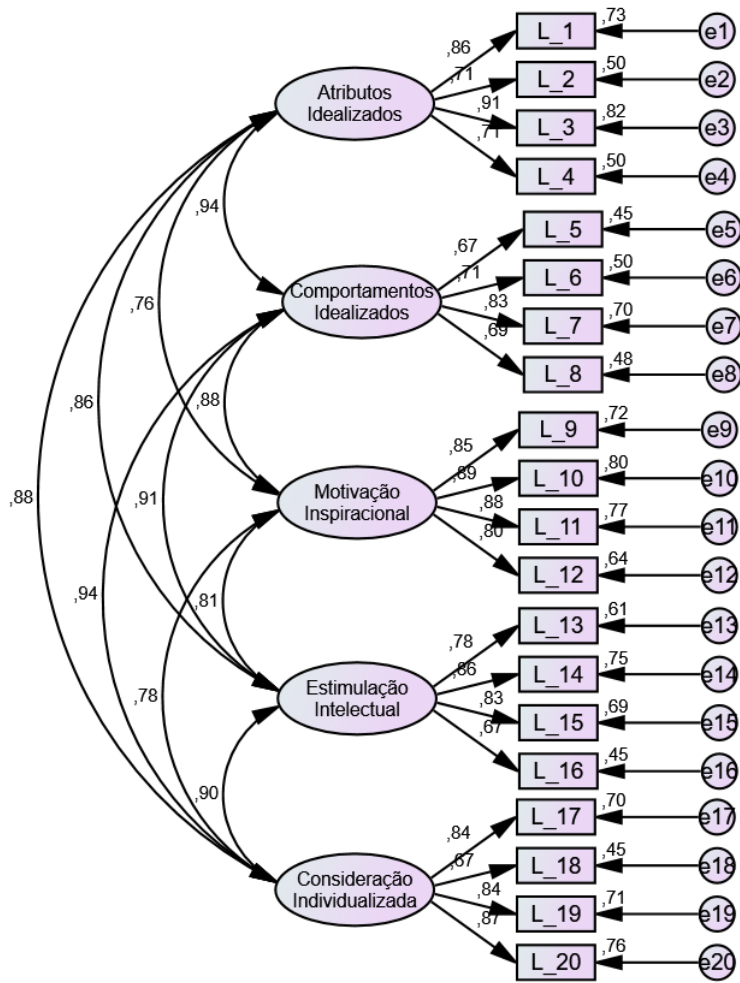 ,86
L_1
,73
e1
,71
L_2
,50
e2
Atributos
Idealizados
,91
L_3
,82
e3
,71
L_4
,50
e4
,94
,67
L_5
,45
e5
,71
L_6
,50
e6
Comportamentos
Idealizados
,83
L_7
,70
e7
,69
L_8
,48
e8
,76
,86
,88
,85
L_9
,72
e9
,89
L_10
,80
e10
Motivação
Inspiracional
,88
L_11
,77
e11
,80
L_12
,64
e12
,88
,91
,94
,81
,78
L_13
,61
e13
,86
L_14
,75
e14
Estimulação
Intelectual
,83
L_15
,69
e15
,67
L_16
,45
e16
,78
,90
,84
L_17
,70
e17
,67
L_18
,45
e18
Consideração
Individualizada
,84
L_19
,71
e19
,87
L_20
,76
e20